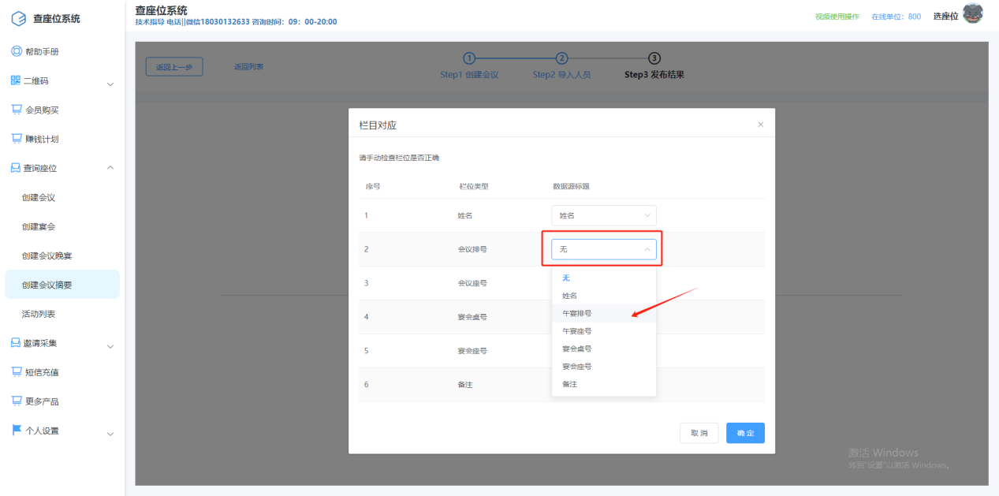 查座位系统
帮助手册
二维码
会员购买
赚钱计划
查询座位
创建会议
创建宴会
创建会议晚宴
创建会议摘要
活动列表
邀请采集
短信充值
更多产品
个人设置
查座位系统
技术指导 电话||微信18030132633 咨询时间：09：00-20:00
视频使用操作 在线单位：800 选座位
返回上一步 返回列表
1 2 3
Step1 创建会议 Step2 导入人员 Step3 发布结果
栏目对应
请手动检查栏位是否正确
序号 栏位类型 数据源标题
1 姓名 姓名
2 会议排号 无
3 会议座号
4 宴会桌号
5 宴会座号
6 备注
无
姓名
午宴排号
午宴座号
宴会桌号
宴会座号
备注
取 消 确 定
激活 Windows
转到"设置"以激活 Windows。